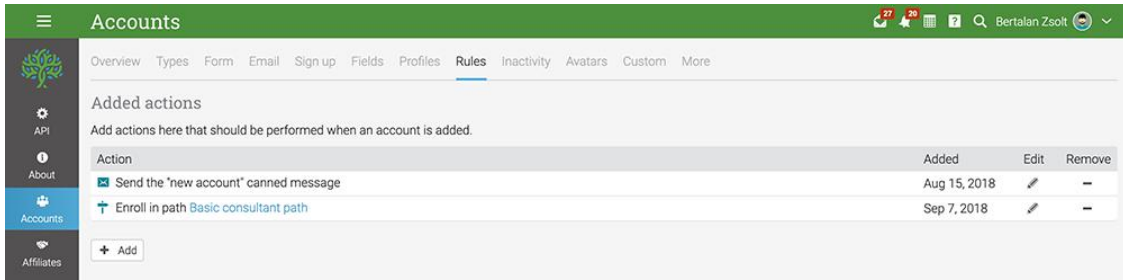 Accounts
27
20
?
Bertalan Zsolt
Overview Types Form Email Sign up Fields Profiles Rules Inactivity Avatars Custom More
Added actions
API
Add actions here that should be performed when an account is added.
Action Added Edit Remove
About
Send the "new account" canned message Aug 15, 2018
Enroll in path Basic consultant path Sep 7, 2018
Accounts
+ Add
Affiliates